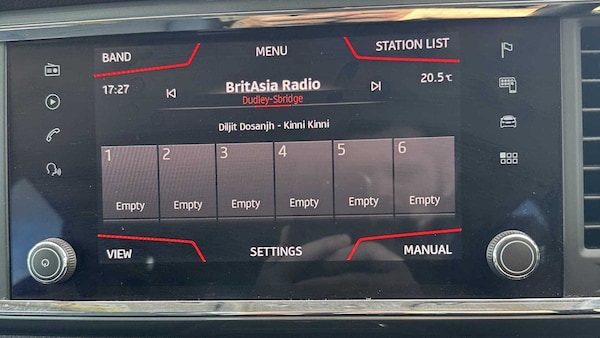 BAND
MENU
STATION LIST
17:27
BritAsia Radio
20.5°C
Dudley-Sbridge
Diljit Dosanjh - Kinni Kinni
1 2 3 4 5 6
Empty Empty Empty Empty Empty Empty
VIEW
SETTINGS
MANUAL